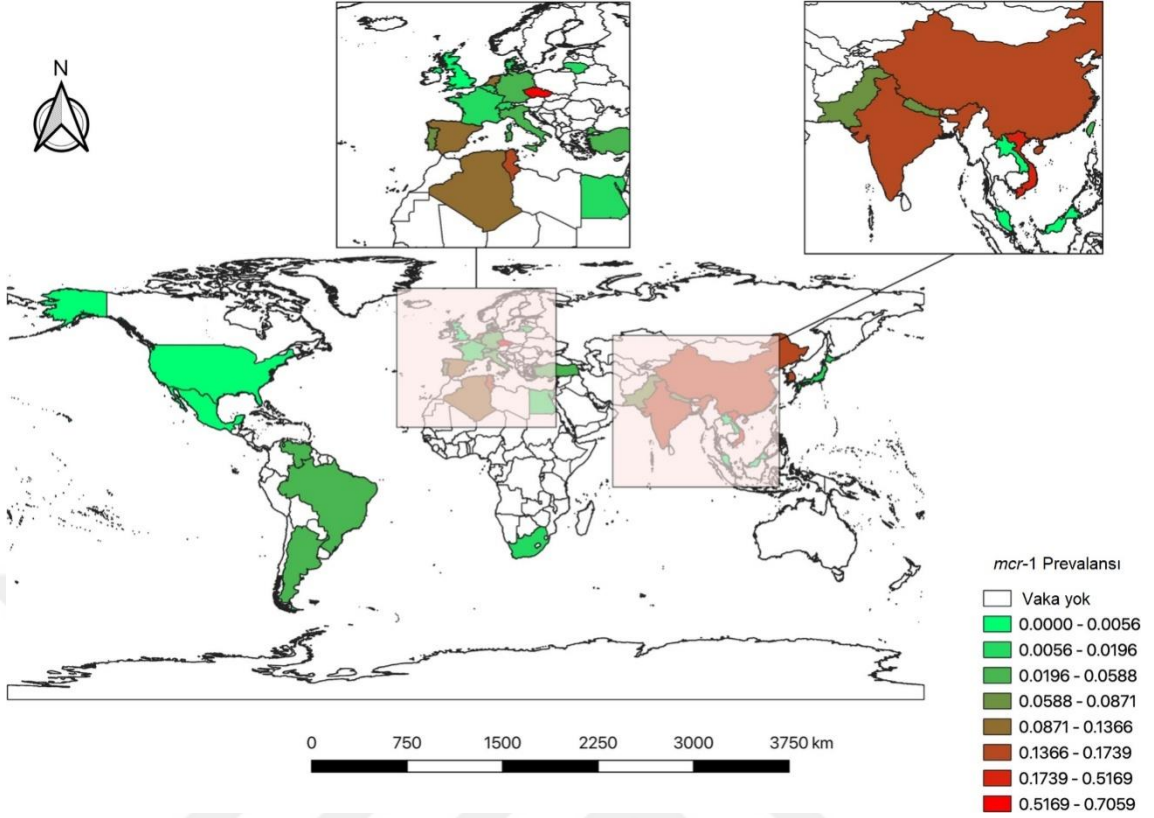 N
mcr-1 Prevalansı
Vaka yok
0.0000 - 0.0056
0.0056 - 0.0196
0.0196 - 0.0588
0.0588 - 0.0871
0.0871 - 0.1366
0.1366 - 0.1739
0.1739 - 0.5169
0.5169 - 0.7059
0 750 1500 2250 3000 3750 km